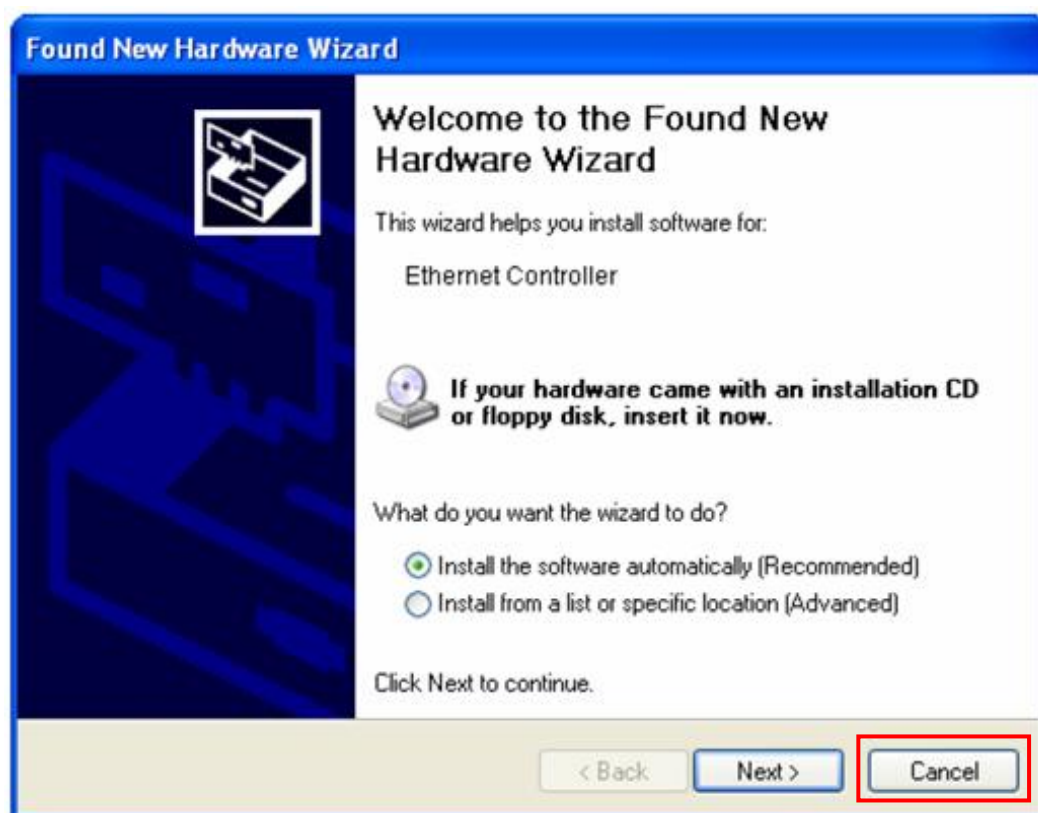 Found New Hardware Wizard
Welcome to the Found New
Hardware Wizard
This wizard helps you install software for:
Ethernet Controller
If your hardware came with an installation CD
or floppy disk, insert it now.
What do you want the wizard to do?
Install the software automatically (Recommended)
Install from a list or specific location (Advanced)
Click Next to continue.
< Back Next > Cancel